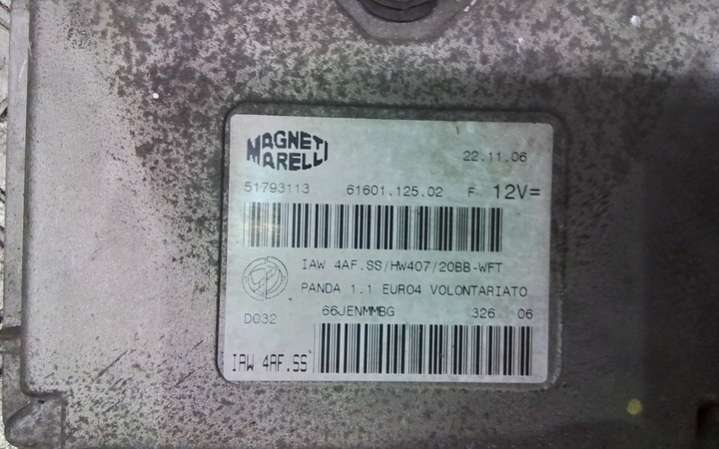 MAGNETI MARELLI
22.11.06
51793113 61601.125.02 F 12V=
IAW 4AF.SS/HW407/20BB-WFT
PANDA 1.1 EURO4 VOLONTARIATO
D032 66JENMMBG 326 06
IAW 4AF.SS